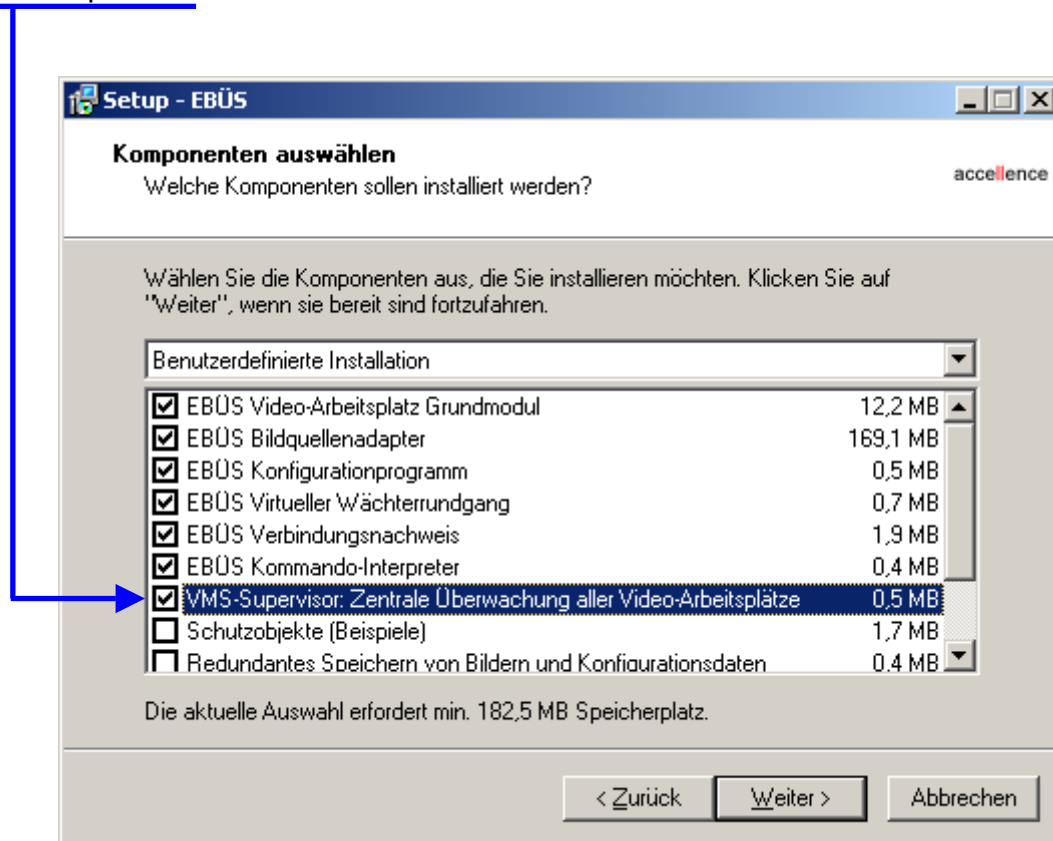 Setup - EBÜS
Komponenten auswählen
Welche Komponenten sollen installiert werden?
accellence
Wählen Sie die Komponenten aus, die Sie installieren möchten. Klicken Sie auf
"Weiter", wenn sie bereit sind fortzufahren.
Benutzerdefinierte Installation
EBÜS Video-Arbeitsplatz Grundmodul 12,2 MB
EBÜS Bildquellenadapter 169,1 MB
EBÜS Konfigurationprogramm 0,5 MB
EBÜS Virtueller Wächterrundgang 0,7 MB
EBÜS Verbindungsnachweis 1,9 MB
EBÜS Kommando-Interpreter 0,4 MB
VMS-Supervisor: Zentrale Überwachung aller Video-Arbeitsplätze 0,5 MB
Schutzobjekte (Beispiele) 1,7 MB
Redundantes Speichern von Bildern und Konfigurationsdaten 0,4 MB
Die aktuelle Auswahl erfordert min. 182,5 MB Speicherplatz.
< Zurück Weiter > Abbrechen